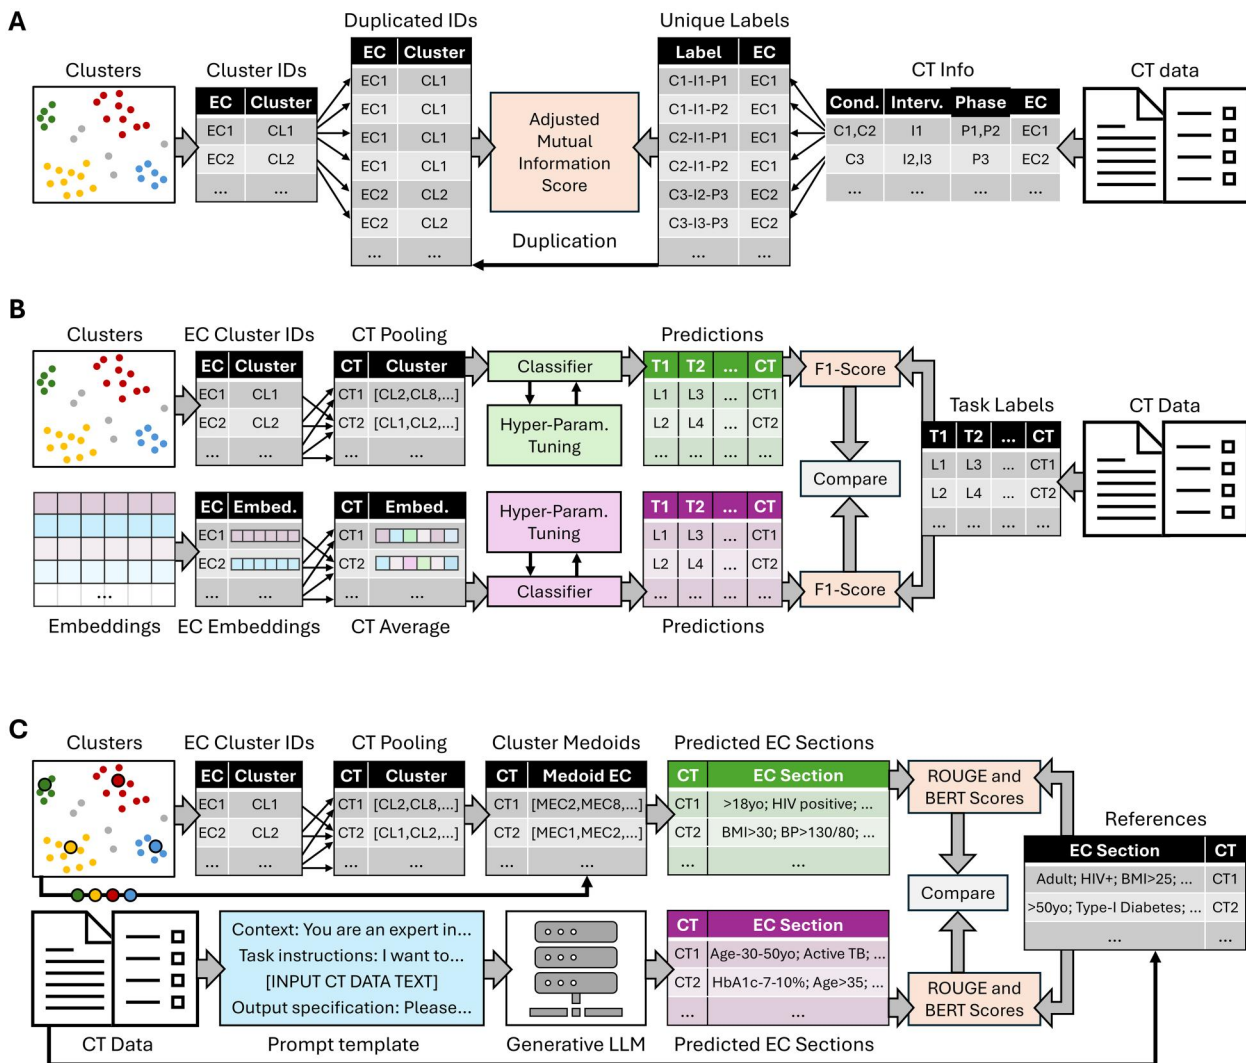 A
Clusters
Cluster IDs
EC Cluster
EC1 CL1
EC2 CL2
... ...
Duplicated IDs
EC Cluster
EC1 CL1
EC1 CL1
EC1 CL1
EC1 CL1
EC2 CL2
EC2 CL2
... ...
Adjusted
Mutual
Information
Score
Duplication
Unique Labels
Label EC
C1-I1-P1 EC1
C1-I1-P2 EC1
C2-I1-P1 EC1
C2-I1-P2 EC1
C3-I2-P3 EC2
C3-I3-P3 EC2
... ...
CT Info
Cond. Interv. Phase EC
C1,C2 I1 P1,P2 EC1
C3 I2,I3 P3 EC2
... ... ... ...
CT data
B
Clusters
EC Cluster IDs
EC Cluster
EC1 CL1
EC2 CL2
... ...
CT Pooling
CT Cluster
CT1 [CL2,CL8,...]
CT2 [CL1,CL2,...]
... ...
Classifier
Hyper-Param.
Tuning
Predictions
T1 T2 ... CT
L1 L3 ... CT1
L2 L4 ... CT2
... ... ... ...
F1-Score
Compare
Task Labels
T1 T2 ... CT
L1 L3 ... CT1
L2 L4 ... CT2
... ... ... ...
CT Data
...
Embeddings
EC Embed.
EC1
EC2
... ...
EC Embeddings
CT Embed.
CT1
CT2
... ...
CT Average
Hyper-Param.
Tuning
Classifier
T1 T2 ... CT
L1 L3 ... CT1
L2 L4 ... CT2
... ... ... ...
Predictions
F1-Score
C
Clusters
EC Cluster IDs
EC Cluster
EC1 CL1
EC2 CL2
... ...
CT Pooling
CT Cluster
CT1 [CL2,CL8,...]
CT2 [CL1,CL2,...]
... ...
Cluster Medoids
CT Medoid EC
CT1 [MEC2,MEC8,...]
CT2 [MEC1,MEC2,...]
... ...
Predicted EC Sections
CT EC Section
CT1 >18yo; HIV positive; ...
CT2 BMI>30; BP>130/80; ...
... ...
ROUGE and
BERT Scores
Compare
References
EC Section CT
Adult; HIV+; BMI>25; ... CT1
>50yo; Type-I Diabetes; ... CT2
... ...
CT Data
Context: You are an expert in...
Task instructions: I want to...
[INPUT CT DATA TEXT]
Output specification: Please...
Prompt template
Generative LLM
CT EC Section
CT1 Age-30-50yo; Active TB; ...
CT2 HbA1c-7-10%; Age>35; ...
... ...
Predicted EC Sections
ROUGE and
BERT Scores